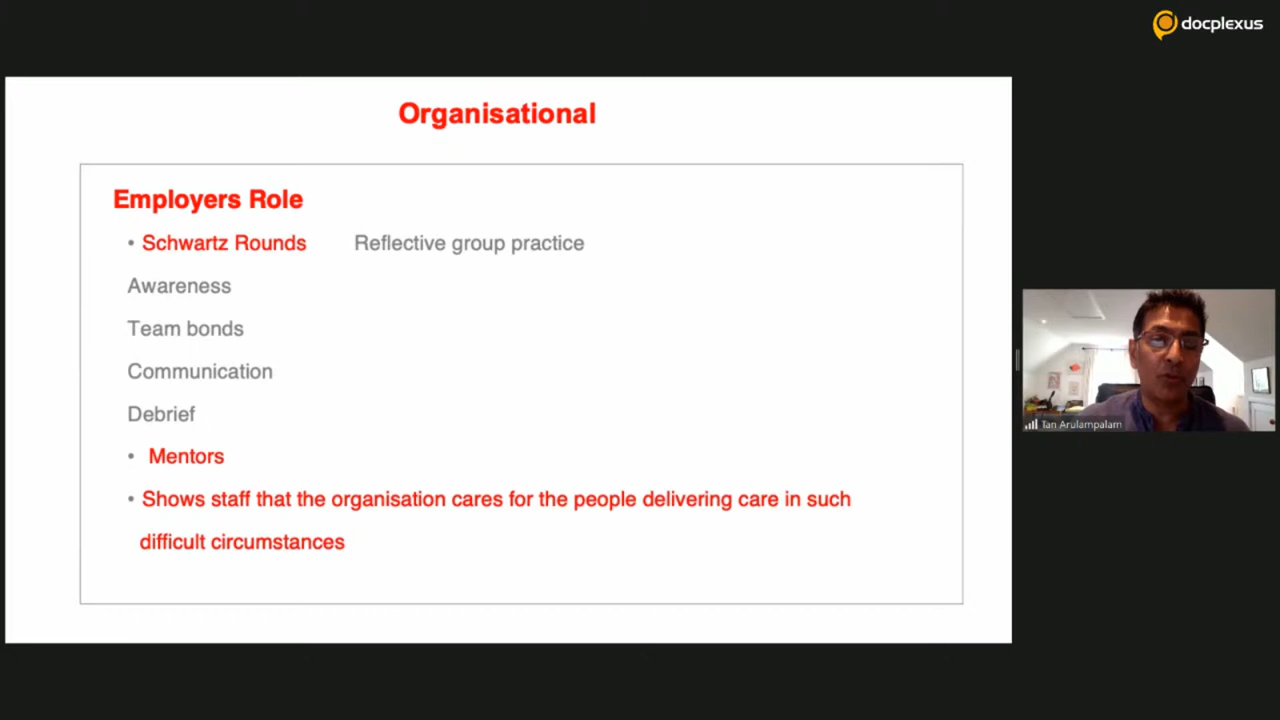 docplexus
Organisational
Employers Role
• Schwartz Rounds Reflective group practice
Awareness
Team bonds
Communication
Debrief
• Mentors
• Shows staff that the organisation cares for the people delivering care in such
difficult circumstances
Tan Arulampalam